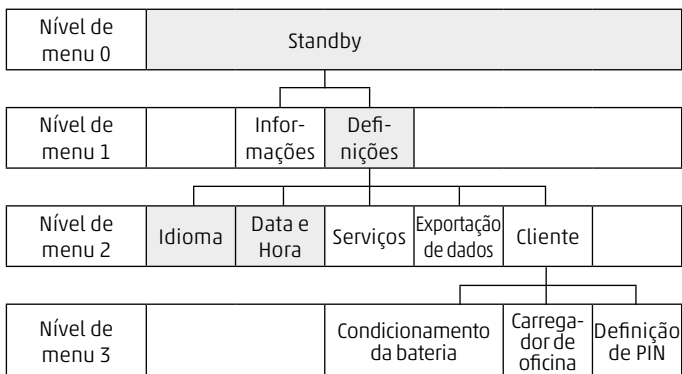 Nível de
menu 0
Standby
Nível de
menu 1
Infor-
mações
Defi-
nições
Nível de
menu 2
Idioma
Data e
Hora
Serviços
Exportação
de dados
Cliente
Nível de
menu 3
Condicionamento
da bateria
Carrega-
dor de
oficina
Definição
de PIN